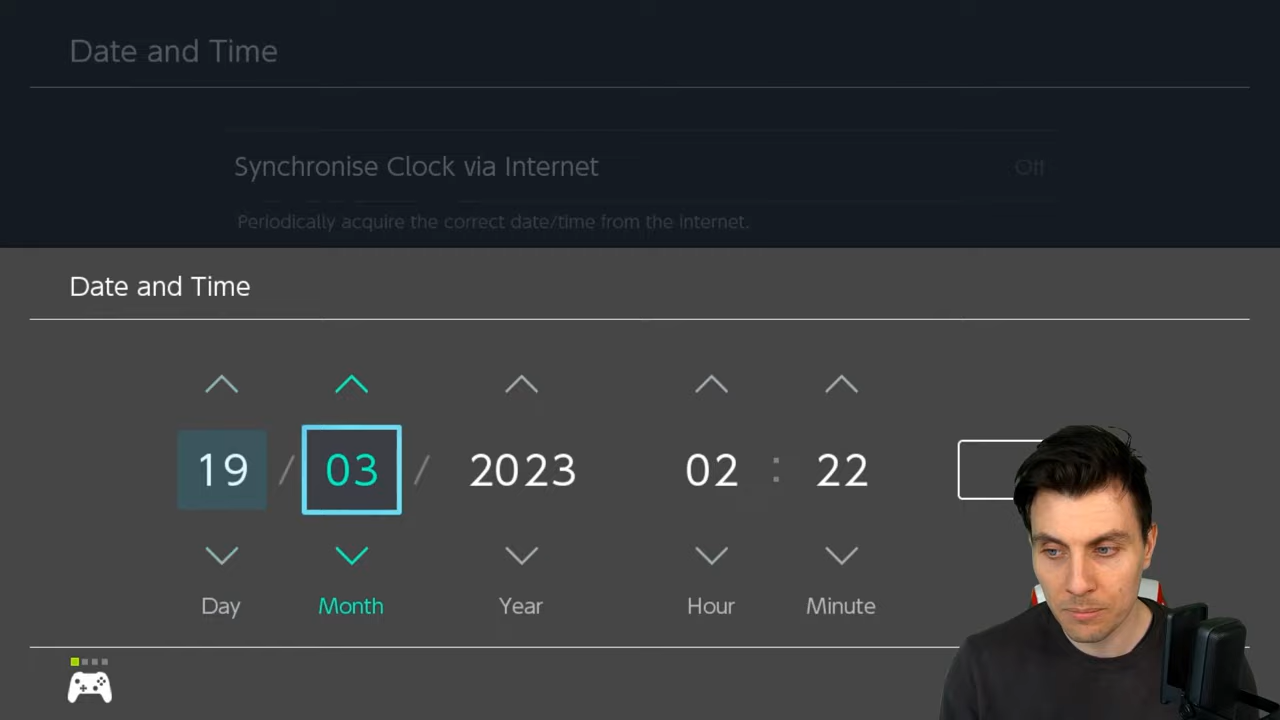 Date and Time
Synchronise Clock via Internet Off
Periodically acquire the correct date/time from the internet.
Date and Time
19 / 03 / 2023 02 : 22
Day Month Year Hour Minute